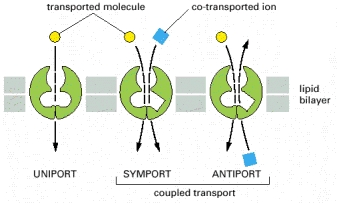 transported molecule
co-transported ion
lipid
bilayer
UNIPORT
SYMPORT
ANTIPORT
coupled transport